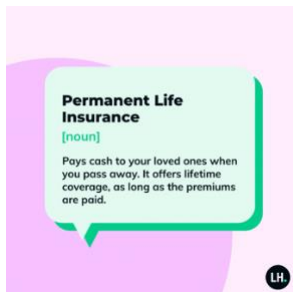 Permanent Life
Insurance
[noun]
Pays cash to your loved ones when
you pass away. It offers lifetime
coverage, as long as the premiums
are paid.
LH.